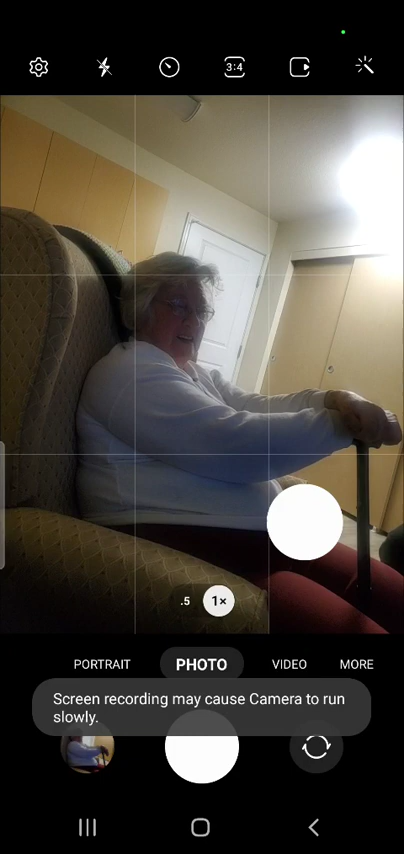 3:4
.5
1×
PORTRAIT
PHOTO
VIDEO
MORE
Screen recording may cause Camera to run
slowly.